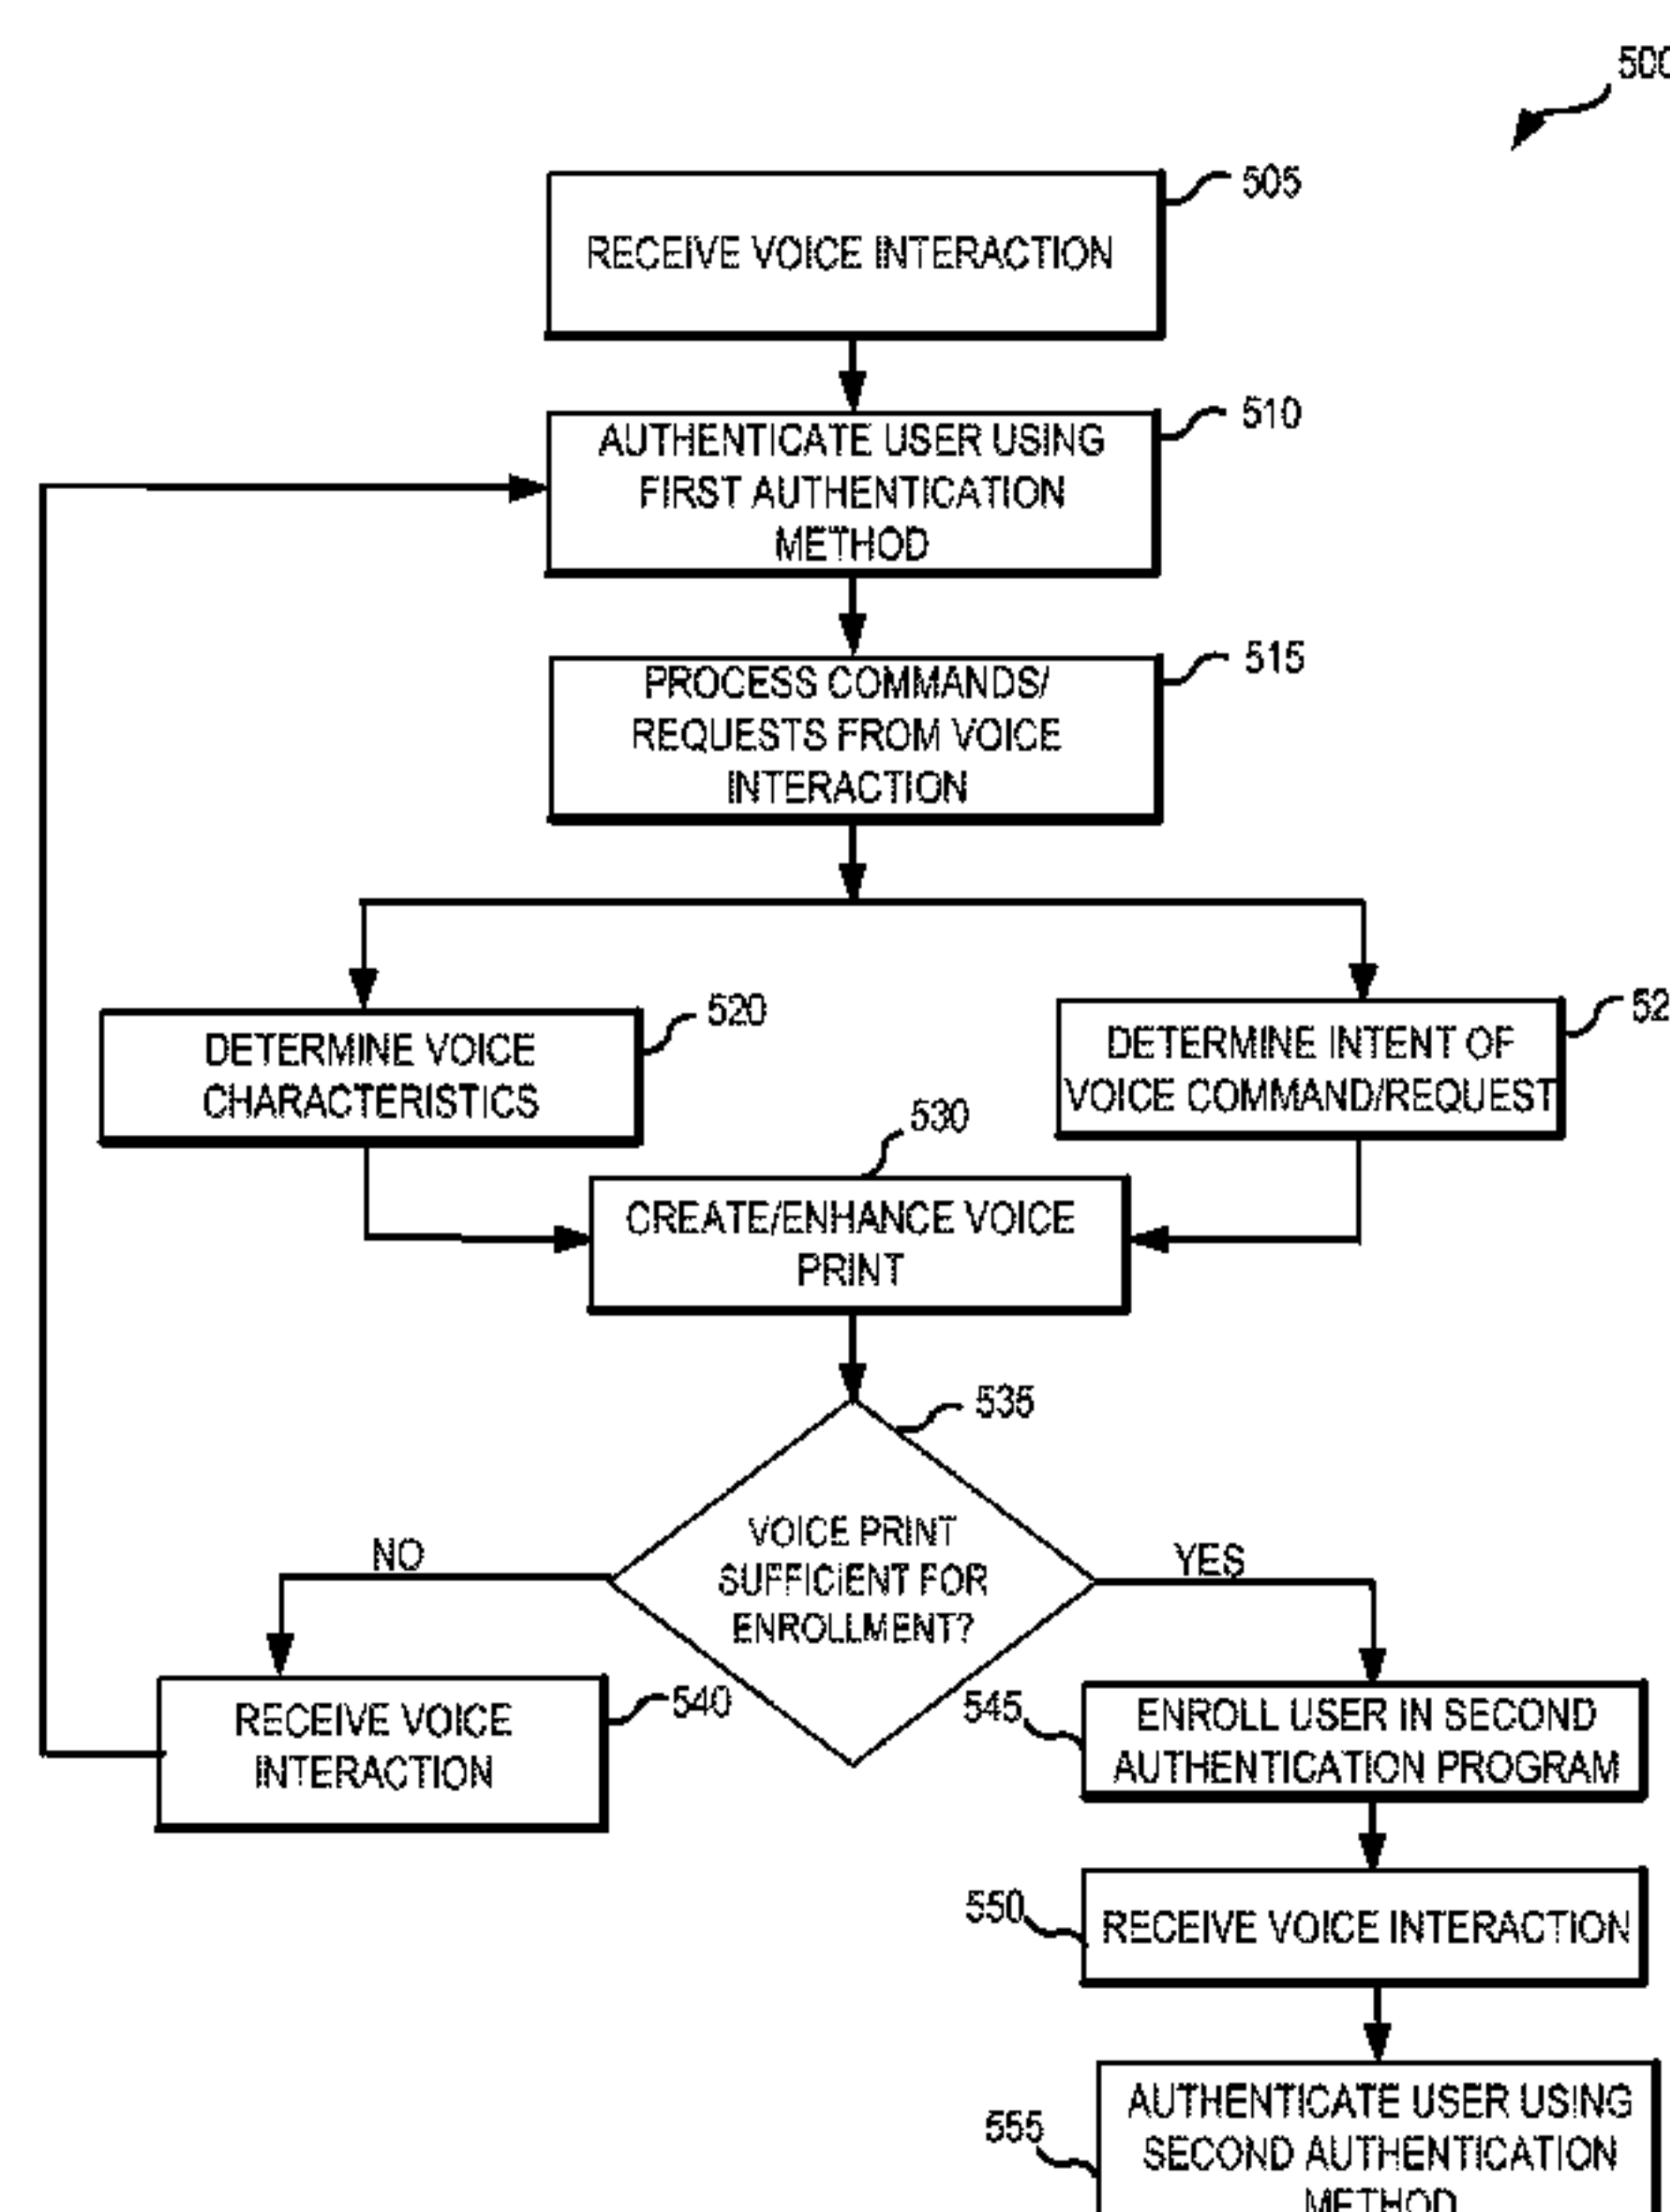 500
505
RECEIVE VOICE INTERACTION
510
AUTHENTICATE USER USING
FIRST AUTHENTICATION
METHOD
515
PROCESS COMMANDS/
REQUESTS FROM VOICE
INTERACTION
520
DETERMINE VOICE
CHARACTERISTICS
52
DETERMINE INTENT OF
VOICE COMMAND/REQUEST
530
CREATE/ENHANCE VOICE
PRINT
535
VOICE PRINT
SUFFICIENT FOR
ENROLLMENT?
NO
YES
540
RECEIVE VOICE
INTERACTION
545
ENROLL USER IN SECOND
AUTHENTICATION PROGRAM
550
RECEIVE VOICE INTERACTION
555
AUTHENTICATE USER USING
SECOND AUTHENTICATION
METHOD